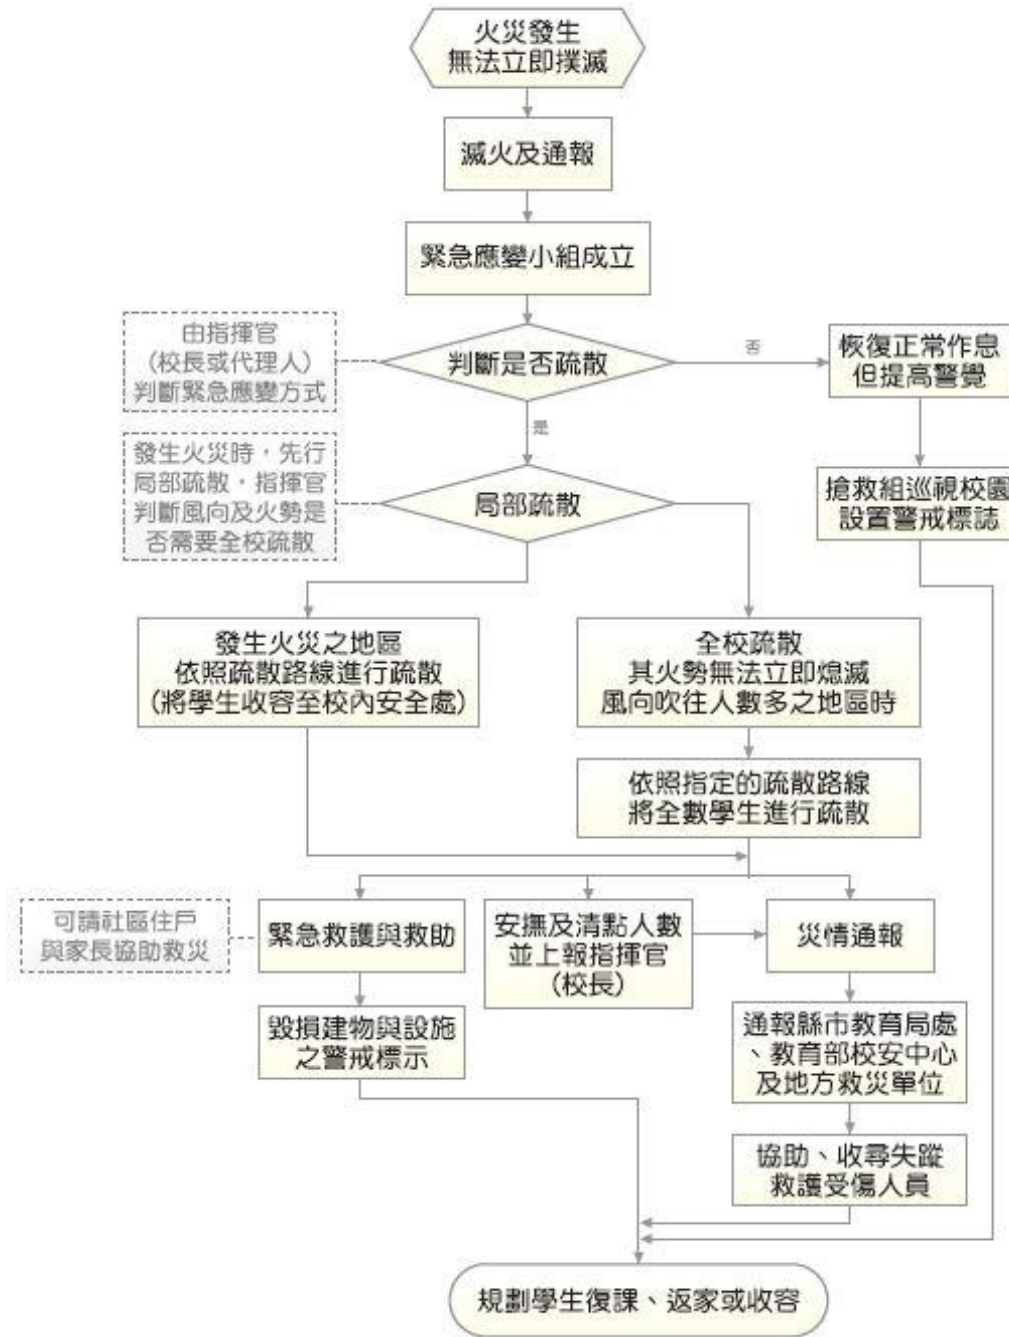 火災發生
無法立即撲滅
滅火及通報
緊急應變小組成立
由指揮官
(校長或代理人)
判斷緊急應變方式
判斷是否疏散
否
恢復正常作息
但提高警覺
是
發生火災時，先行
局部疏散，指揮官
判斷風向及火勢是
否需要全校疏散
局部疏散
搶救組巡視校園
設置警戒標誌
發生火災之地區
依照疏散路線進行疏散
(將學生收容至校內安全處)
全校疏散
其火勢無法立即熄滅
風向吹往人數多之地區時
依照指定的疏散路線
將全數學生進行疏散
可請社區住戶
與家長協助救災
緊急救護與救助
安撫及清點人數
並上報指揮官
(校長)
災情通報
毀損建物與設施
之警戒標示
通報縣市教育局處
、教育部校安中心
及地方救災單位
協助、收尋失蹤
救護受傷人員
規劃學生復課、返家或收容